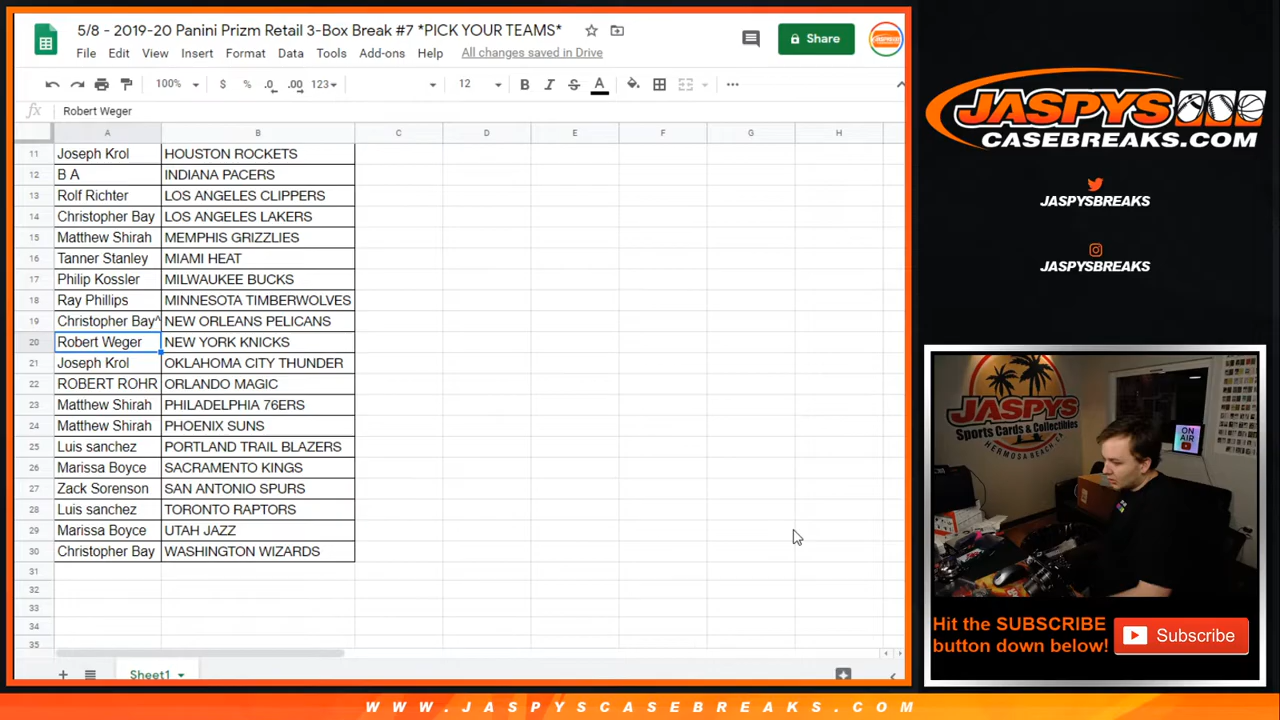 5/8 - 2019-20 Panini Prizm Retail 3-Box Break #7 *PICK YOUR TEAMS*
File Edit View Insert Format Data Tools Add-ons Help All changes saved in Drive
Share
100% $ % .0 .00 123 12 B I S A
fx Robert Weger
A B C D E F G H
11 Joseph Krol HOUSTON ROCKETS
12 B A INDIANA PACERS
13 Rolf Richter LOS ANGELES CLIPPERS
14 Christopher Bay LOS ANGELES LAKERS
15 Matthew Shirah MEMPHIS GRIZZLIES
16 Tanner Stanley MIAMI HEAT
17 Philip Kossler MILWAUKEE BUCKS
18 Ray Phillips MINNESOTA TIMBERWOLVES
19 Christopher Bay^ NEW ORLEANS PELICANS
20 Robert Weger NEW YORK KNICKS
21 Joseph Krol OKLAHOMA CITY THUNDER
22 ROBERT ROHR ORLANDO MAGIC
23 Matthew Shirah PHILADELPHIA 76ERS
24 Matthew Shirah PHOENIX SUNS
25 Luis sanchez PORTLAND TRAIL BLAZERS
26 Marissa Boyce SACRAMENTO KINGS
27 Zack Sorenson SAN ANTONIO SPURS
28 Luis sanchez TORONTO RAPTORS
29 Marissa Boyce UTAH JAZZ
30 Christopher Bay WASHINGTON WIZARDS
31
32
33
34
35
Sheet1
JASPYS
CASEBREAKS.COM
JASPYSBREAKS
JASPYSBREAKS
JASPYS
Sports Cards & Collectibles
HERMOSA BEACH, CA
ON
AIR
Hit the SUBSCRIBE
button down below!
Subscribe
WWW.JASPYSCASEBREAKS.COM